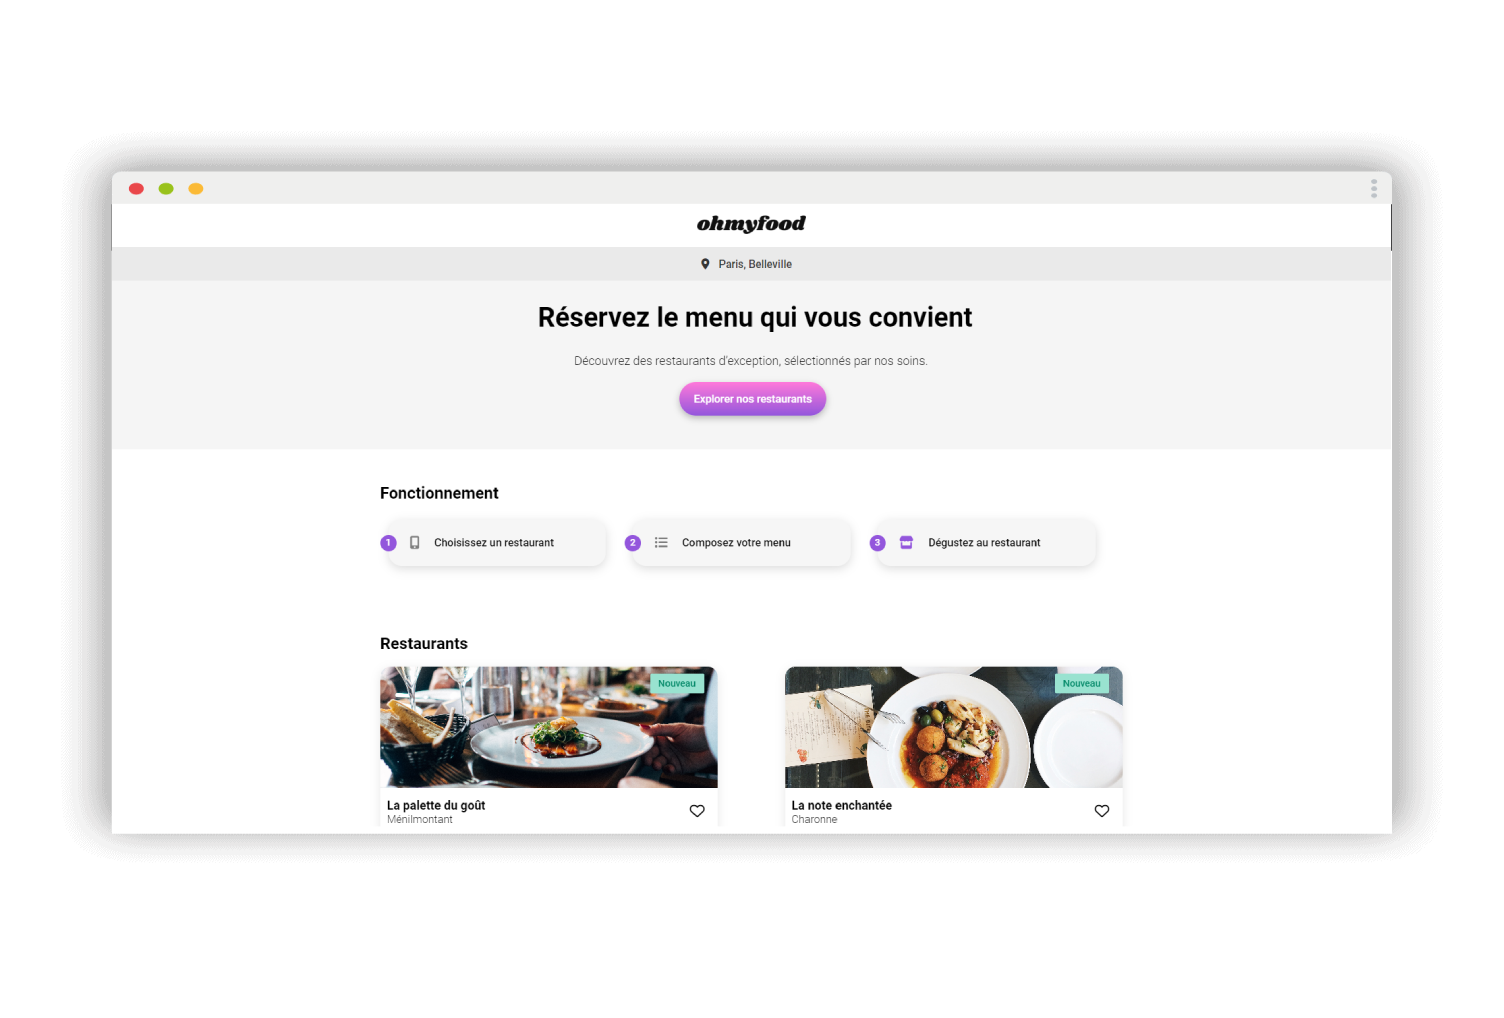 ohmyfood
Paris, Belleville
Réservez le menu qui vous convient
Découvrez des restaurants d'exception, sélectionnés par nos soins.
Explorer nos restaurants
Fonctionnement
1 Choisissez un restaurant
2 Composez votre menu
3 Dégustez au restaurant
Restaurants
Nouveau
La palette du goût
Ménilmontant
Nouveau
La note enchantée
Charonne